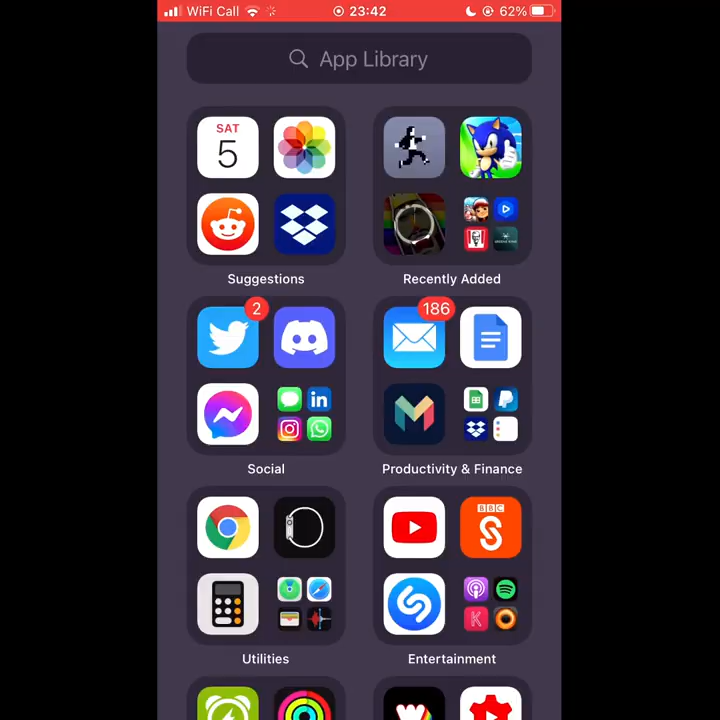 WiFi Call 23:42 62%
App Library
SAT
5
Suggestions Recently Added
2 186
Social Productivity & Finance
BBC
S
Utilities Entertainment